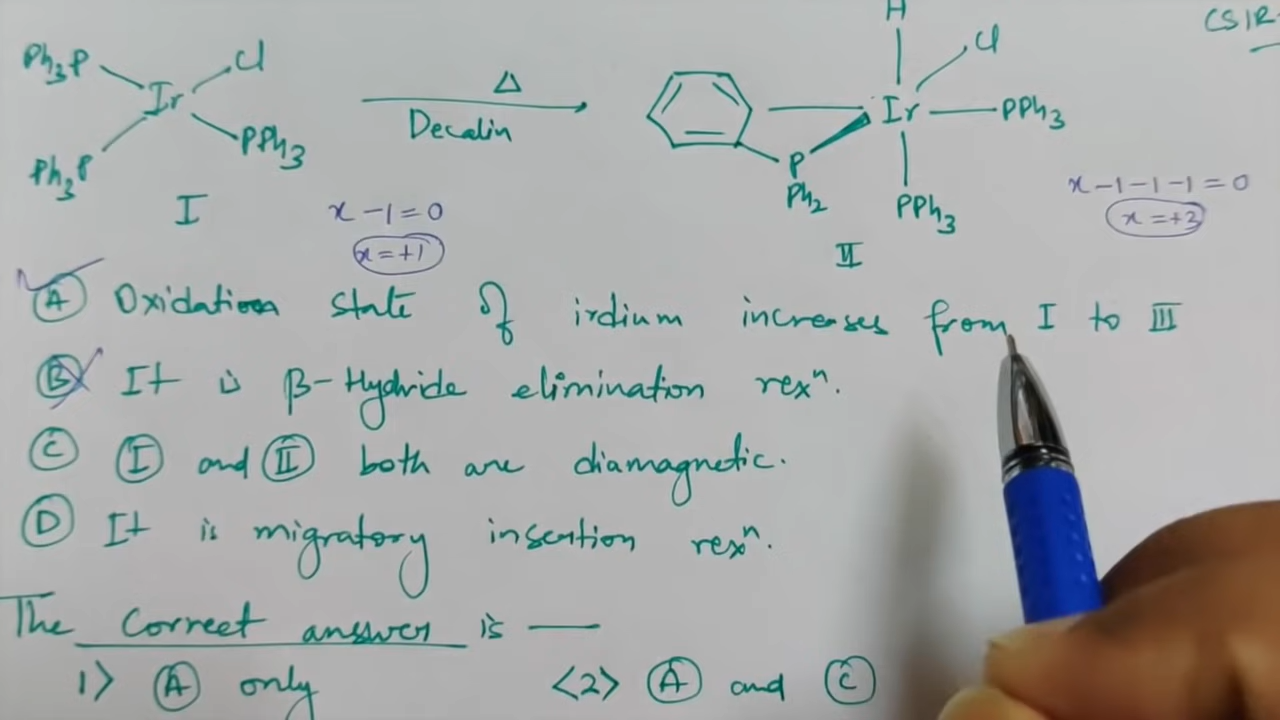 CSIR-
Ph3P Cl H Cl
Ir Δ Ir PPh3
Ph3P PPh3 Decalin P
Ph2 PPh3
I II
x - 1 = 0 x - 1 - 1 - 1 = 0
x = +1 x = +3
(A) Oxidation state of irdium increases from I to III
(B) It is β-Hydride elimination rexⁿ.
(C) (I) and (II) both are diamagnetic.
(D) It is migratory insertion rexⁿ.
The correct answer is —
1> (A) only <2> (A) and (C)